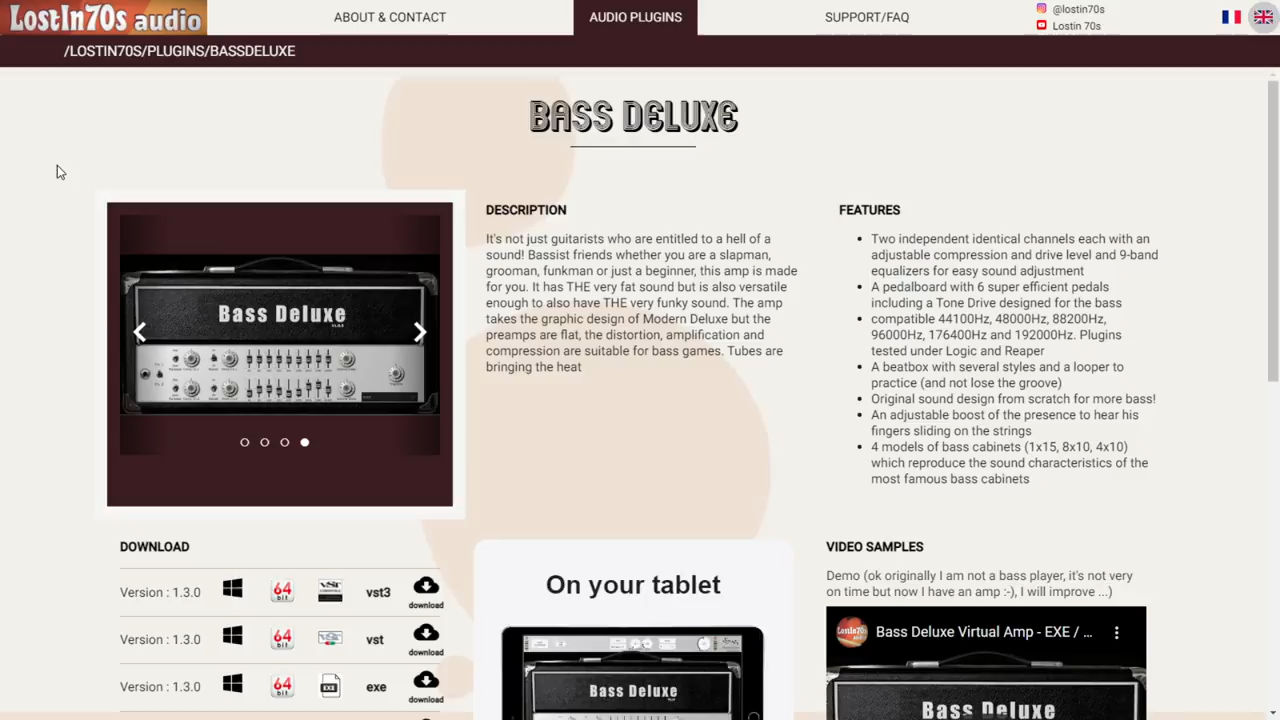 LostIn70s audio
ABOUT & CONTACT
AUDIO PLUGINS
SUPPORT/FAQ
@lostin70s
Lostin 70s
/LOSTIN70S/PLUGINS/BASSDELUXE
BASS DELUXE
Bass Deluxe
DESCRIPTION
It's not just guitarists who are entitled to a hell of a
sound! Bassist friends whether you are a slapman,
grooman, funkman or just a beginner, this amp is made
for you. It has THE very fat sound but is also versatile
enough to also have THE very funky sound. The amp
takes the graphic design of Modern Deluxe but the
preamps are flat, the distortion, amplification and
compression are suitable for bass games. Tubes are
bringing the heat
FEATURES
Two independent identical channels each with an
adjustable compression and drive level and 9-band
equalizers for easy sound adjustment
A pedalboard with 6 super efficient pedals
including a Tone Drive designed for the bass
compatible 44100Hz, 48000Hz, 88200Hz,
96000Hz, 176400Hz and 192000Hz. Plugins
tested under Logic and Reaper
A beatbox with several styles and a looper to
practice (and not lose the groove)
Original sound design from scratch for more bass!
An adjustable boost of the presence to hear his
fingers sliding on the strings
4 models of bass cabinets (1x15, 8x10, 4x10)
which reproduce the sound characteristics of the
most famous bass cabinets
DOWNLOAD
Version : 1.3.0 64 bit vst3 download
Version : 1.3.0 64 bit vst download
Version : 1.3.0 64 bit EXE exe download
On your tablet
Bass Deluxe
VIDEO SAMPLES
Demo (ok originally I am not a bass player, it's not very
on time but now I have an amp :-), I will improve ...)
LostIn70s
Bass Deluxe Virtual Amp - EXE / ...
Bass Deluxe